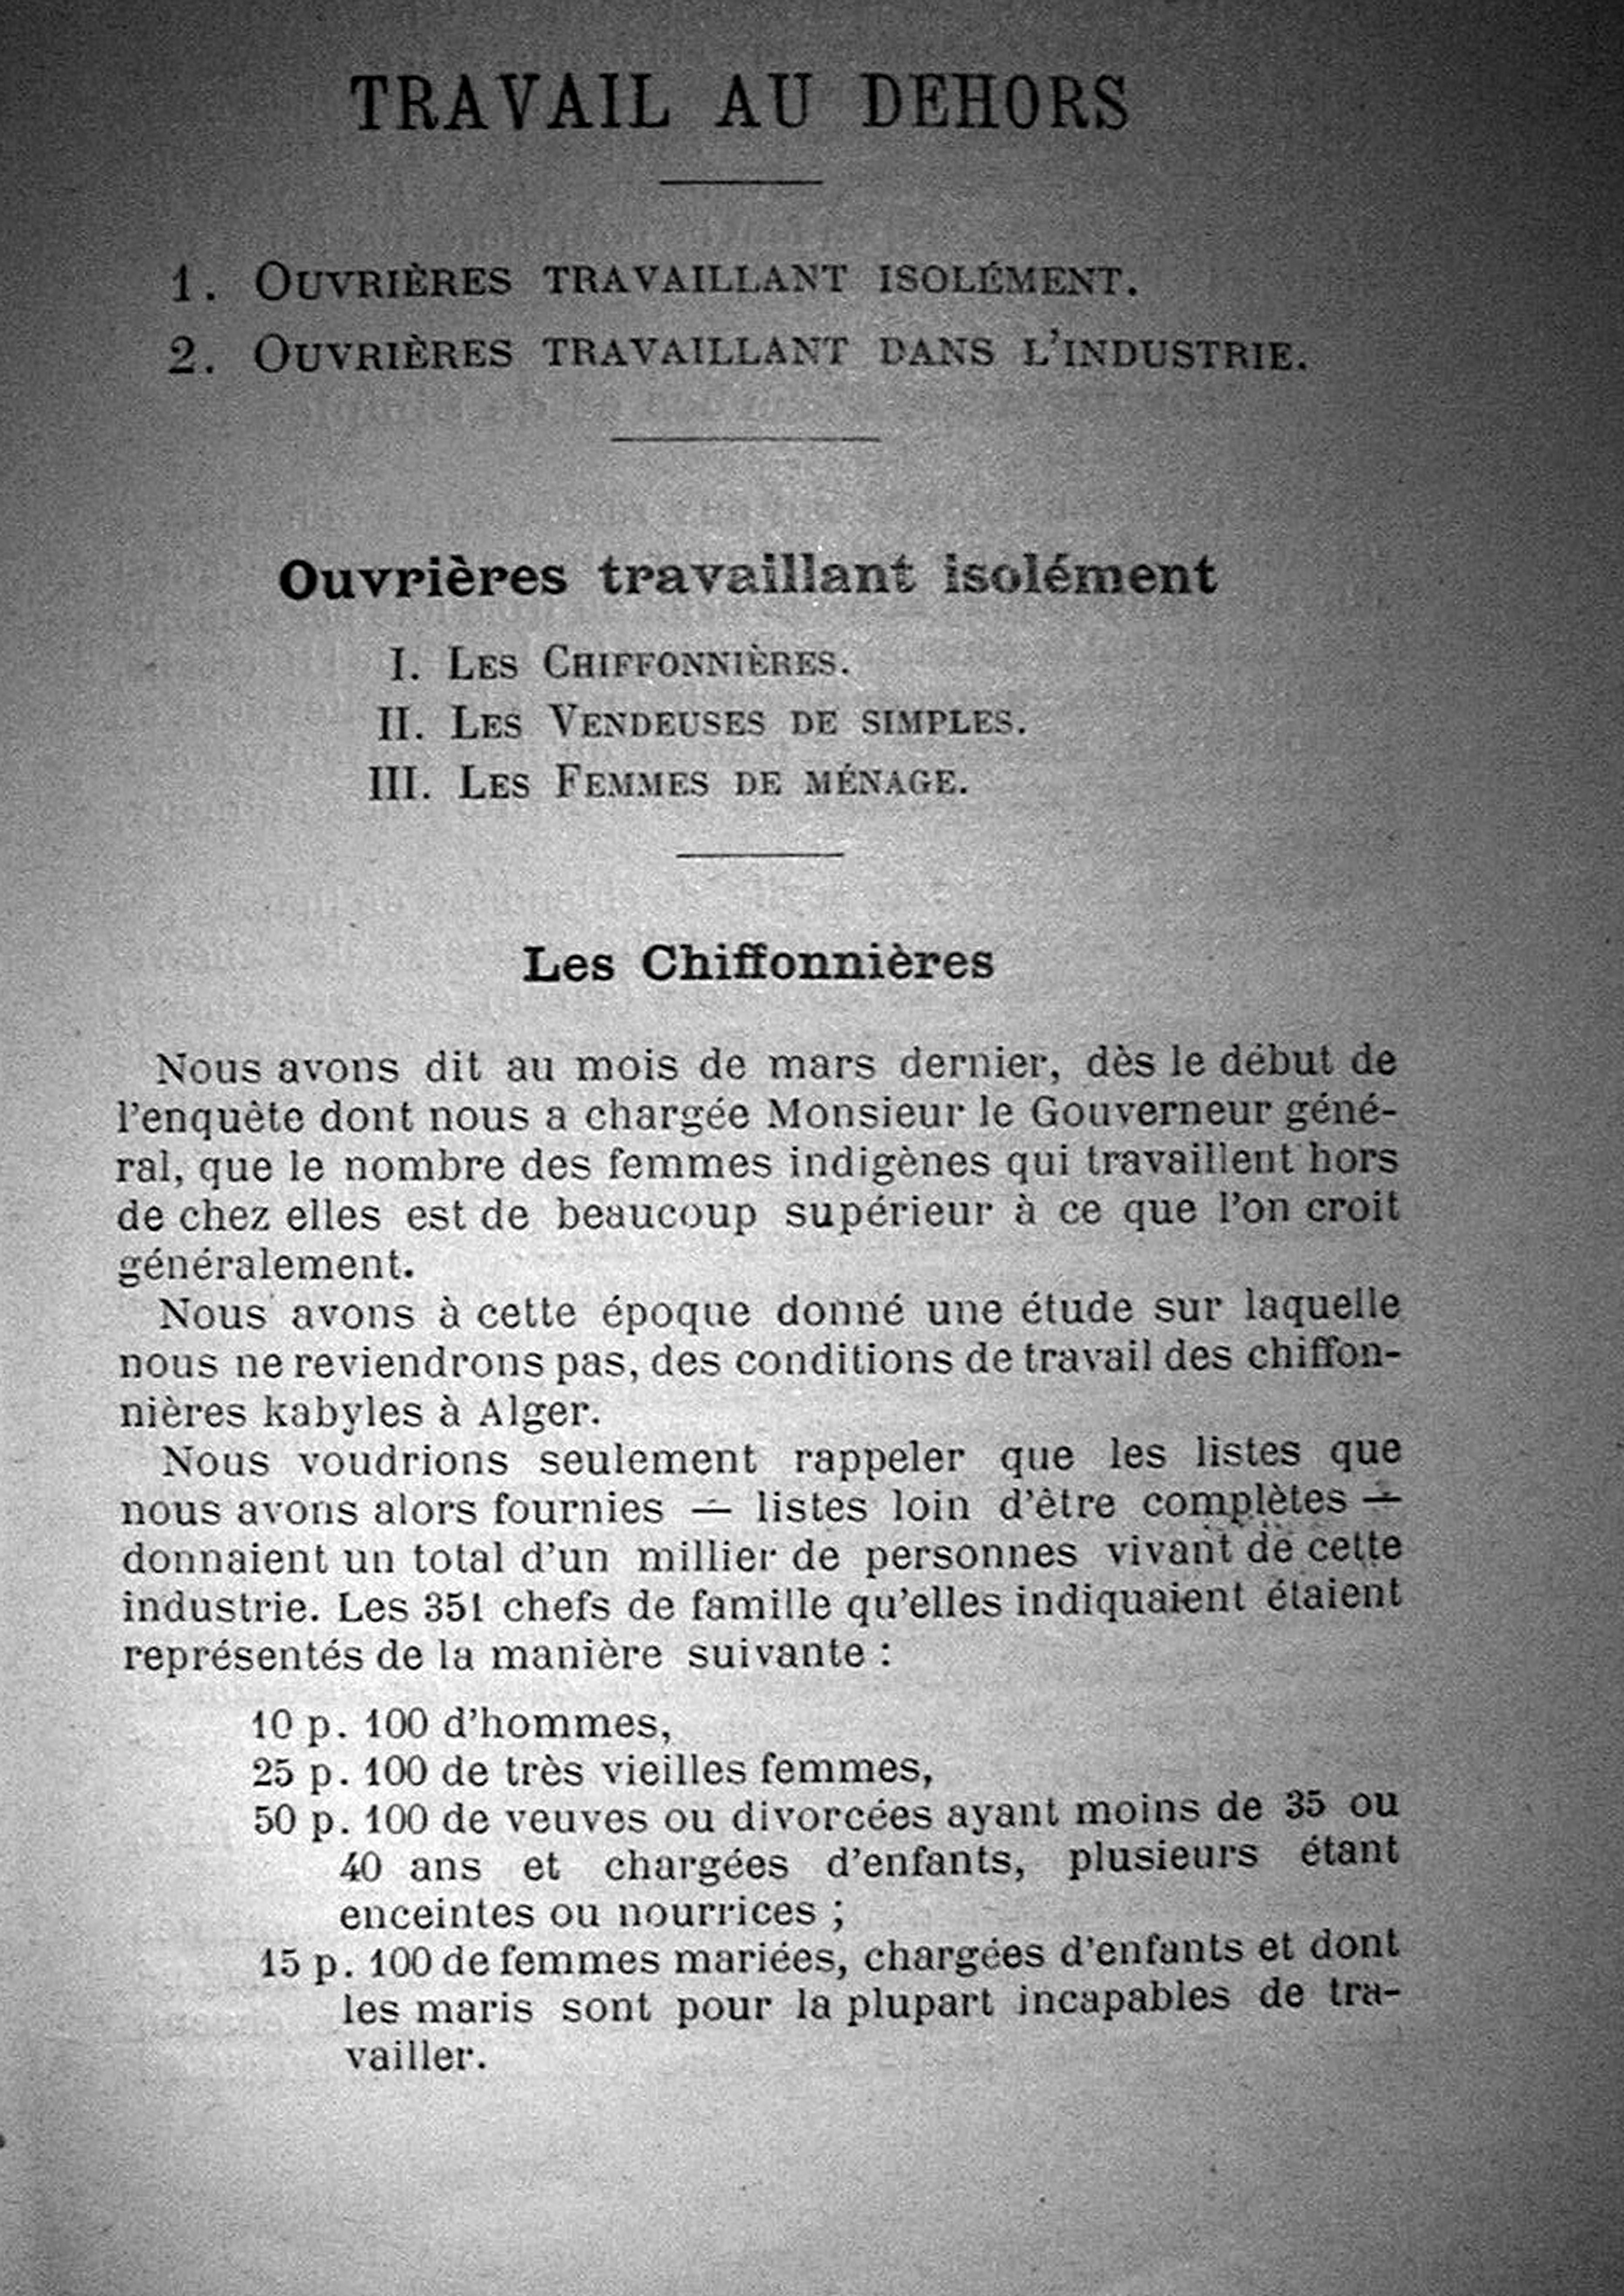 TRAVAIL AU DEHORS
1. OUVRIÈRES TRAVAILLANT ISOLÉMENT.
2. OUVRIÈRES TRAVAILLANT DANS L'INDUSTRIE.
Ouvrières travaillant isolément
I. LES CHIFFONNIÈRES.
II. LES VENDEUSES DE SIMPLES.
III. LES FEMMES DE MÉNAGE.
Les Chiffonnières
Nous avons dit au mois de mars dernier, dès le début de
l'enquète dont nous a chargée Monsieur le Gouverneur géné-
ral, que le nombre des femmes indigènes qui travaillent hors
de chez elles est de beaucoup supérieur à ce que l'on croit
généralement.
Nous avons à cette époque donné une étude sur laquelle
nous ne reviendrons pas, des conditions de travail des chiffon-
nières kabyles à Alger.
Nous voudrions seulement rappeler que les listes que
nous avons alors fournies — listes loin d'être complètes —
donnaient un total d'un millier de personnes vivant de cette
industrie. Les 351 chefs de famille qu'elles indiquaient étaient
représentés de la manière suivante :
10 p. 100 d'hommes,
25 p. 100 de très vieilles femmes,
50 p. 100 de veuves ou divorcées ayant moins de 35 ou
40 ans et chargées d'enfants, plusieurs étant
enceintes ou nourrices ;
15 p. 100 de femmes mariées, chargées d'enfants et dont
les maris sont pour la plupart incapables de tra-
vailler.